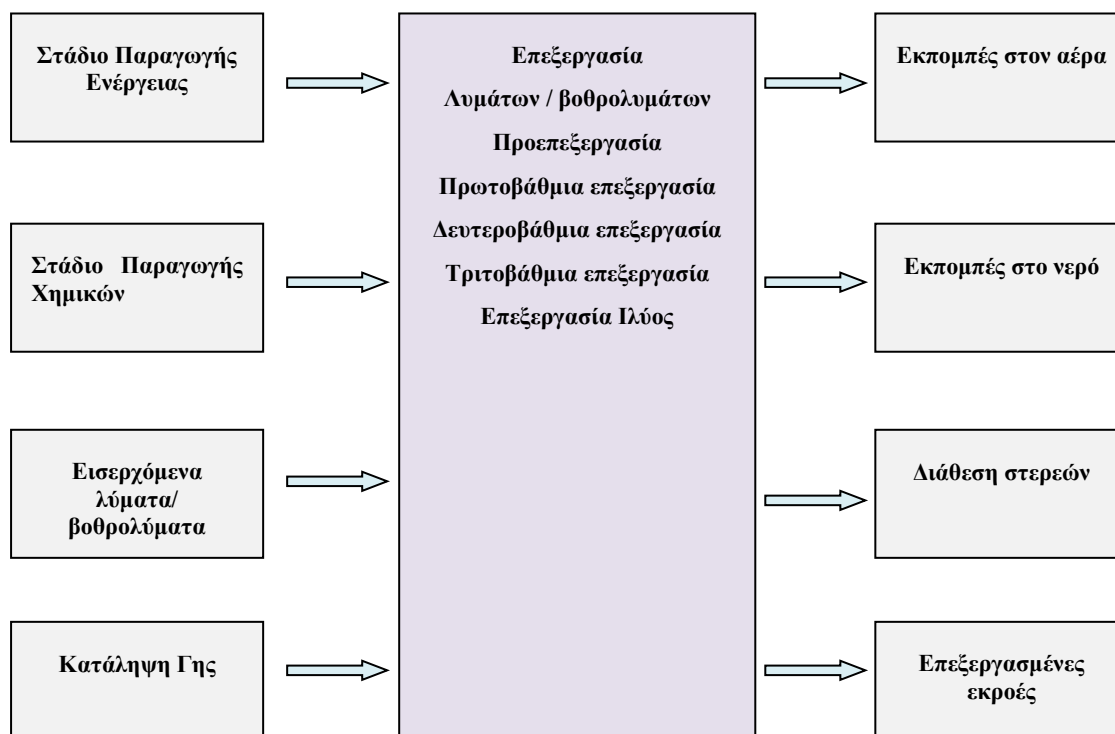 Στάδιο Παραγωγής
Ενέργειας
Στάδιο Παραγωγής
Χημικών
Εισερχόμενα
λύματα/
βοθρολύματα
Κατάληψη Γης
Επεξεργασία
Λυμάτων / βοθρολυμάτων
Προεπεξεργασία
Πρωτοβάθμια επεξεργασία
Δευτεροβάθμια επεξεργασία
Τριτοβάθμια επεξεργασία
Επεξεργασία Ιλύος
Εκπομπές στον αέρα
Εκπομπές στο νερό
Διάθεση στερεών
Επεξεργασμένες
εκροές